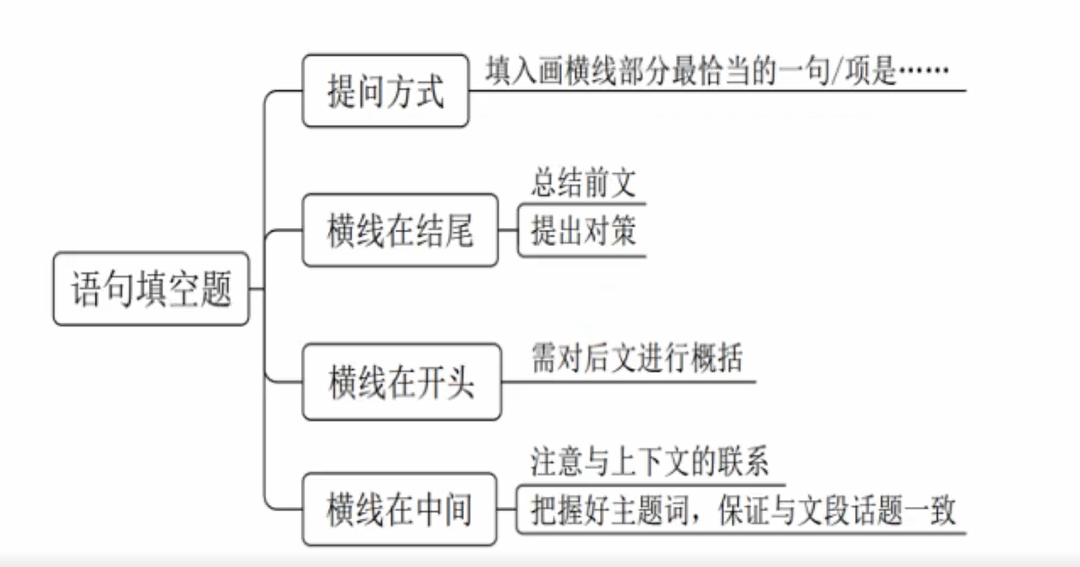 语句填空题
提问方式
填入画横线部分最恰当的一句/项是……
横线在结尾
总结前文
提出对策
横线在开头
需对后文进行概括
横线在中间
注意与上下文的联系
把握好主题词，保证与文段话题一致